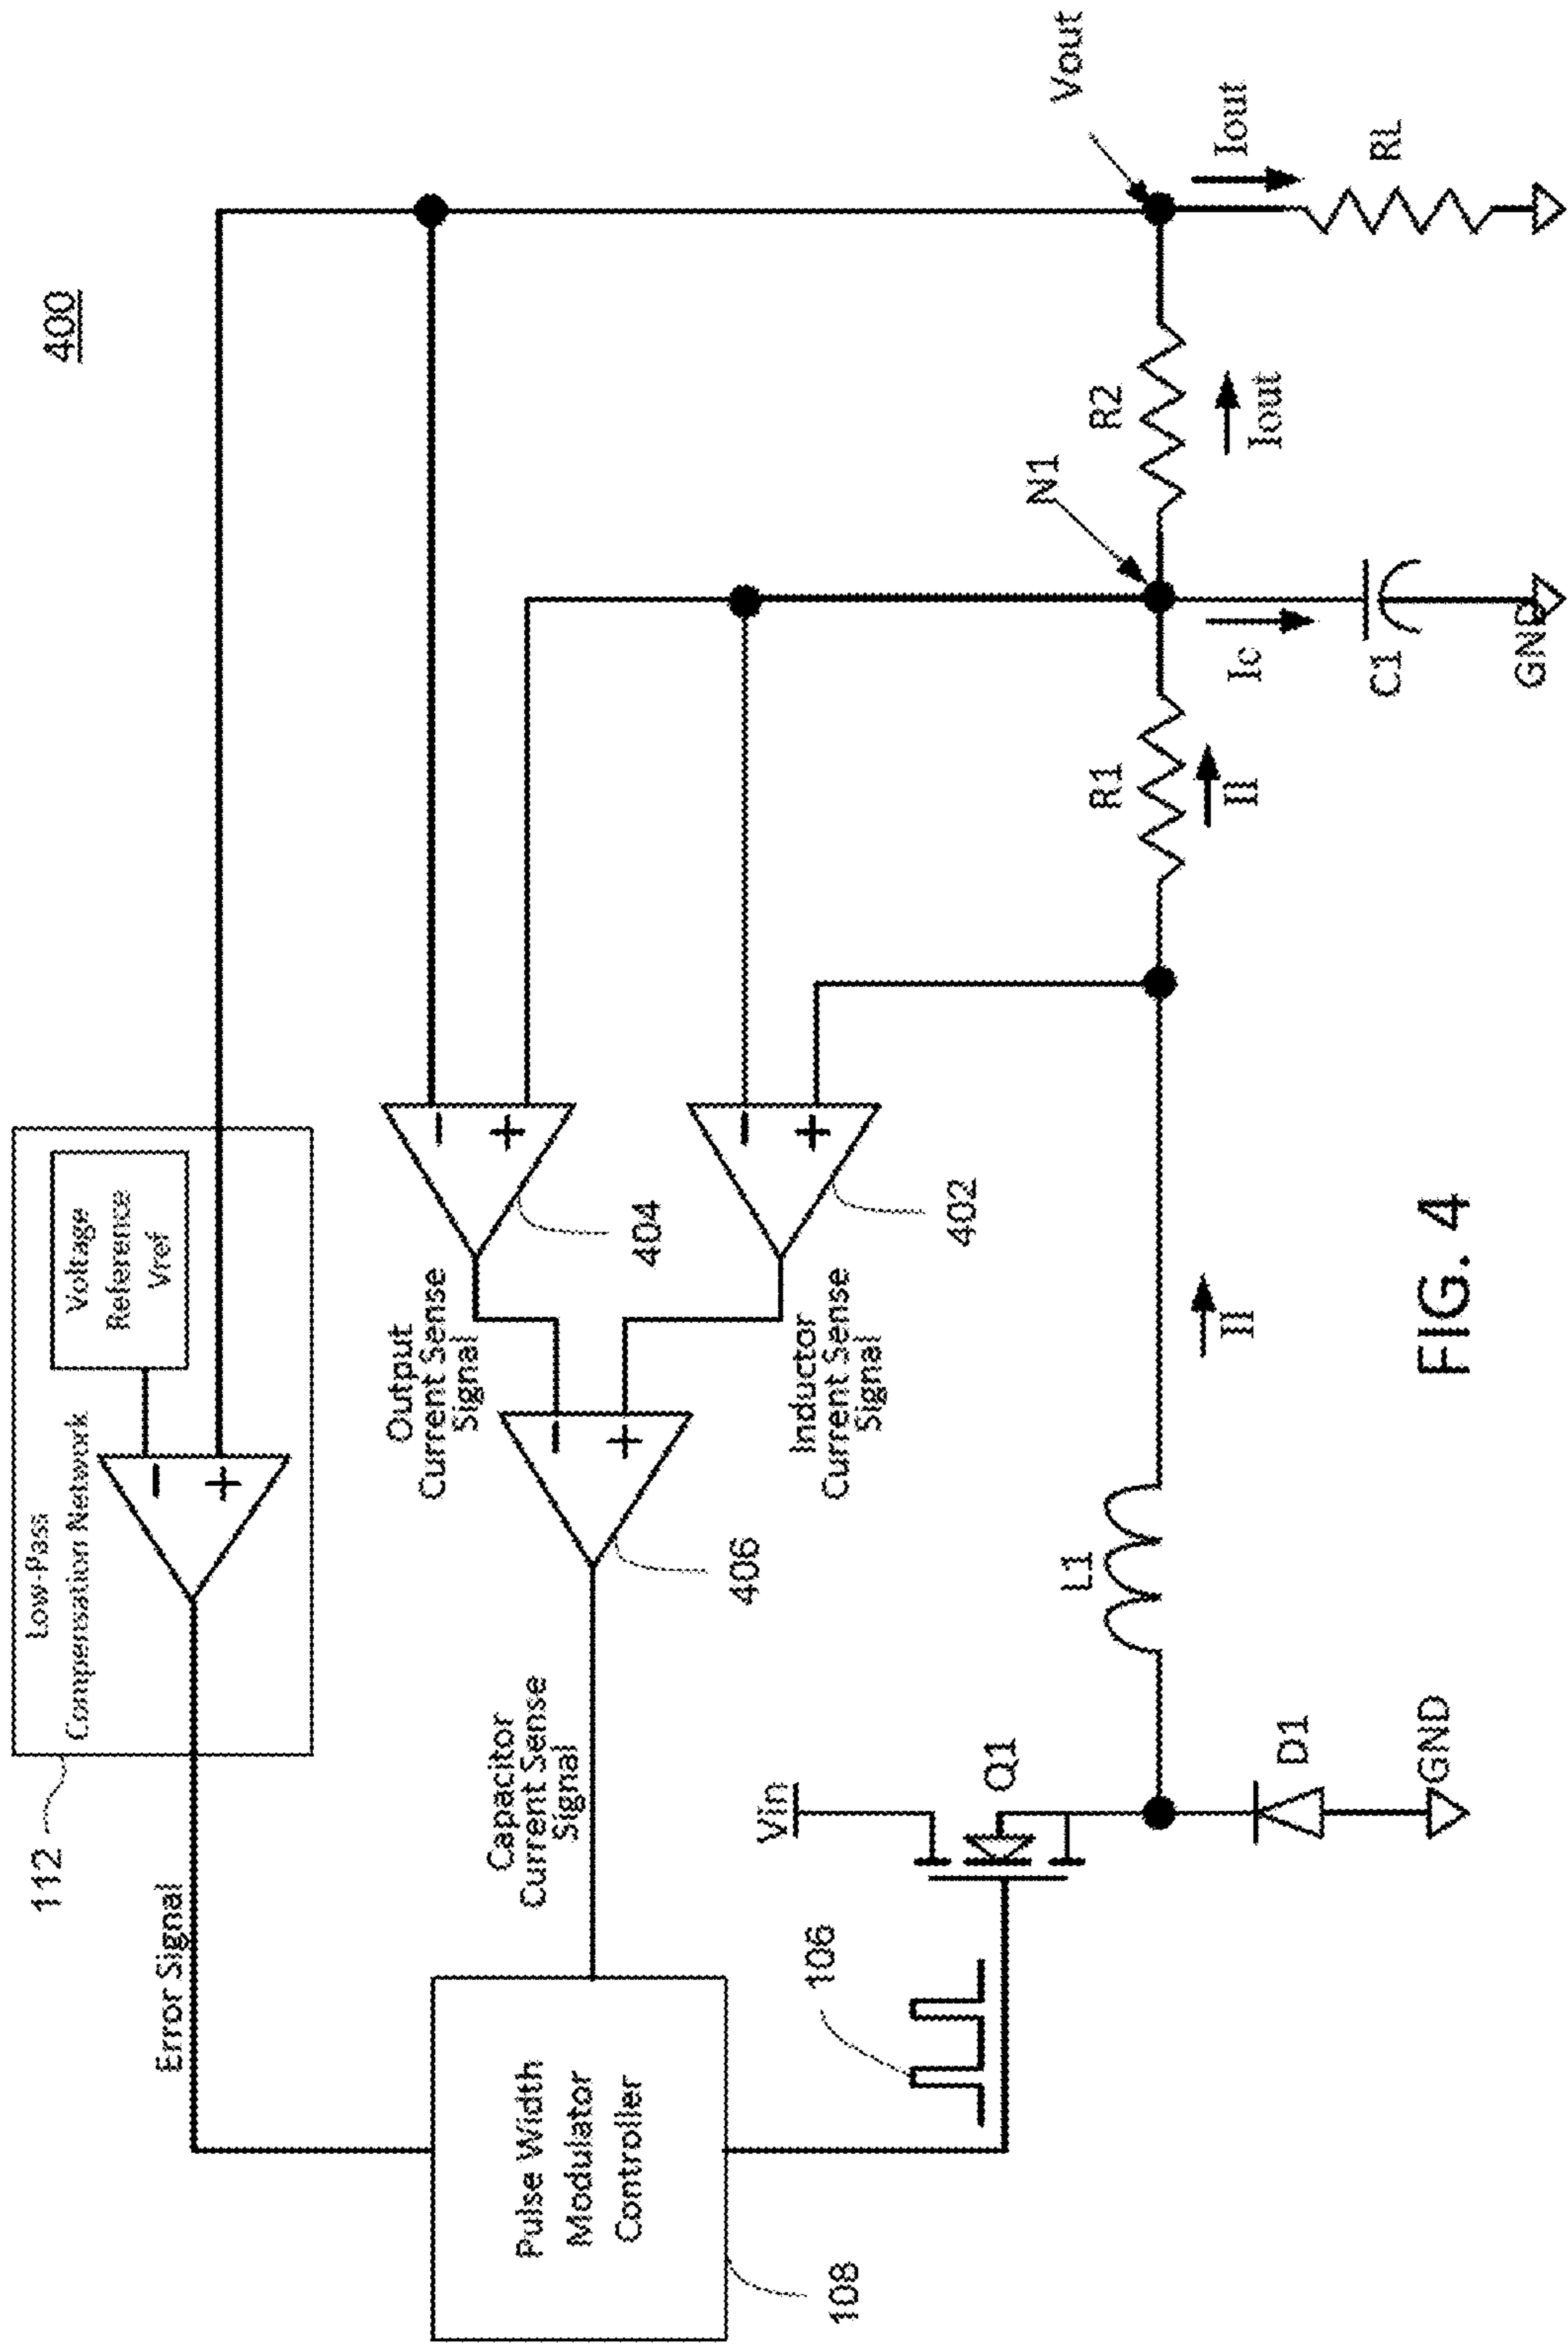 400
112
Low-Pass
Compensation Network
Voltage
Reference
Vref
−
+
Error Signal
Output
Current Sense
Signal
−
+
404
Inductor
Current Sense
Signal
−
+
402
−
+
406
Capacitor
Current Sense
Signal
Pulse Width
Modulator
Controller
108
106
Vin
Q1
D1
GND
L1
Il
R1
Il
N1
Ic
C1
GND
R2
Iout
Vout
Iout
RL
FIG. 4